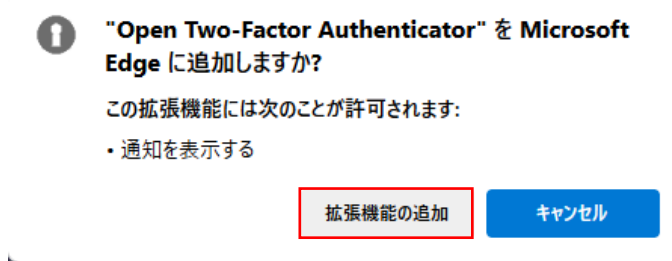 "Open Two-Factor Authenticator" を Microsoft
Edge に追加しますか?
この拡張機能には次のことが許可されます:
• 通知を表示する
拡張機能の追加
キャンセル